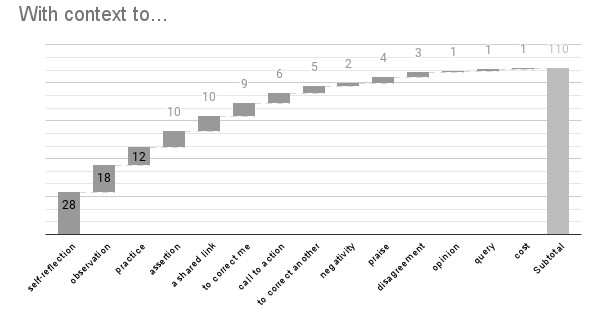 With context to...
28
18
12
10
10
9
6
5
2
4
3
1
1
1
110
self-reflection
observation
practice
assertion
a shared link
to correct me
call to action
to correct another
negativity
praise
disagreement
opinion
query
cost
Subtotal